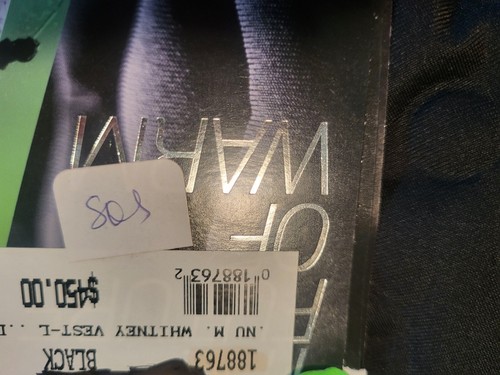 OF
WARM
188763 BLACK
.NU M. WHITNEY VEST-L
0 188763 2
$450.00